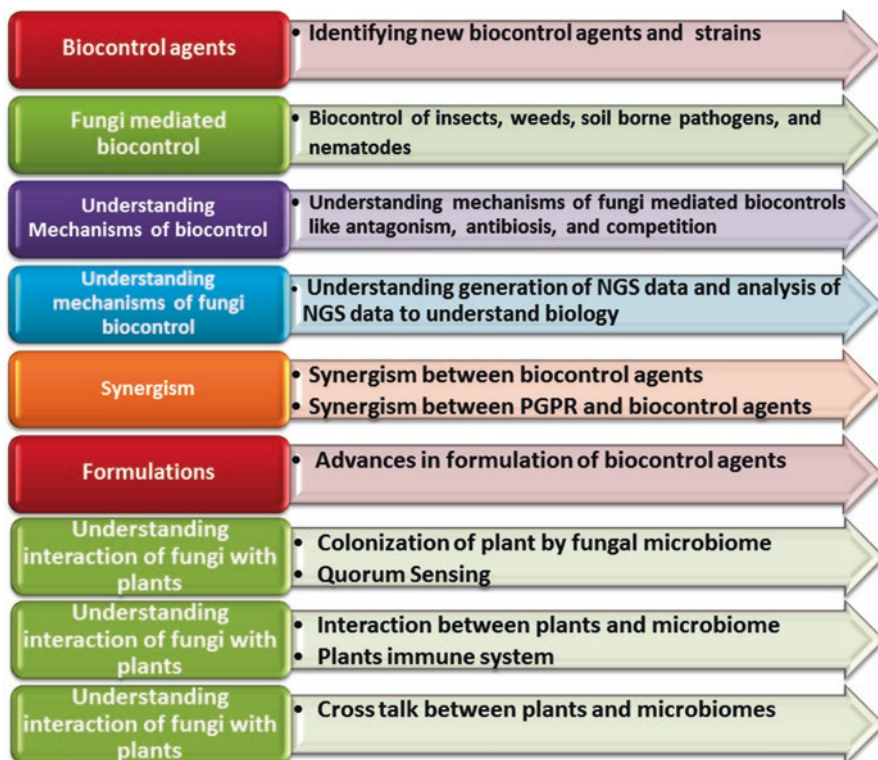 Biocontrol agents
• Identifying new biocontrol agents and strains
Fungi mediated
biocontrol
• Biocontrol of insects, weeds, soil borne pathogens, and
nematodes
Understanding
Mechanisms of biocontrol
• Understanding mechanisms of fungi mediated biocontrols
like antagonism, antibiosis, and competition
Understanding
mechanisms of fungi
biocontrol
• Understanding generation of NGS data and analysis of
NGS data to understand biology
Synergism
• Synergism between biocontrol agents
• Synergism between PGPR and biocontrol agents
Formulations
• Advances in formulation of biocontrol agents
Understanding
interaction of fungi with
plants
• Colonization of plant by fungal microbiome
• Quorum Sensing
Understanding
interaction of fungi with
plants
• Interaction between plants and microbiome
• Plants immune system
Understanding
interaction of fungi with
plants
• Cross talk between plants and microbiomes